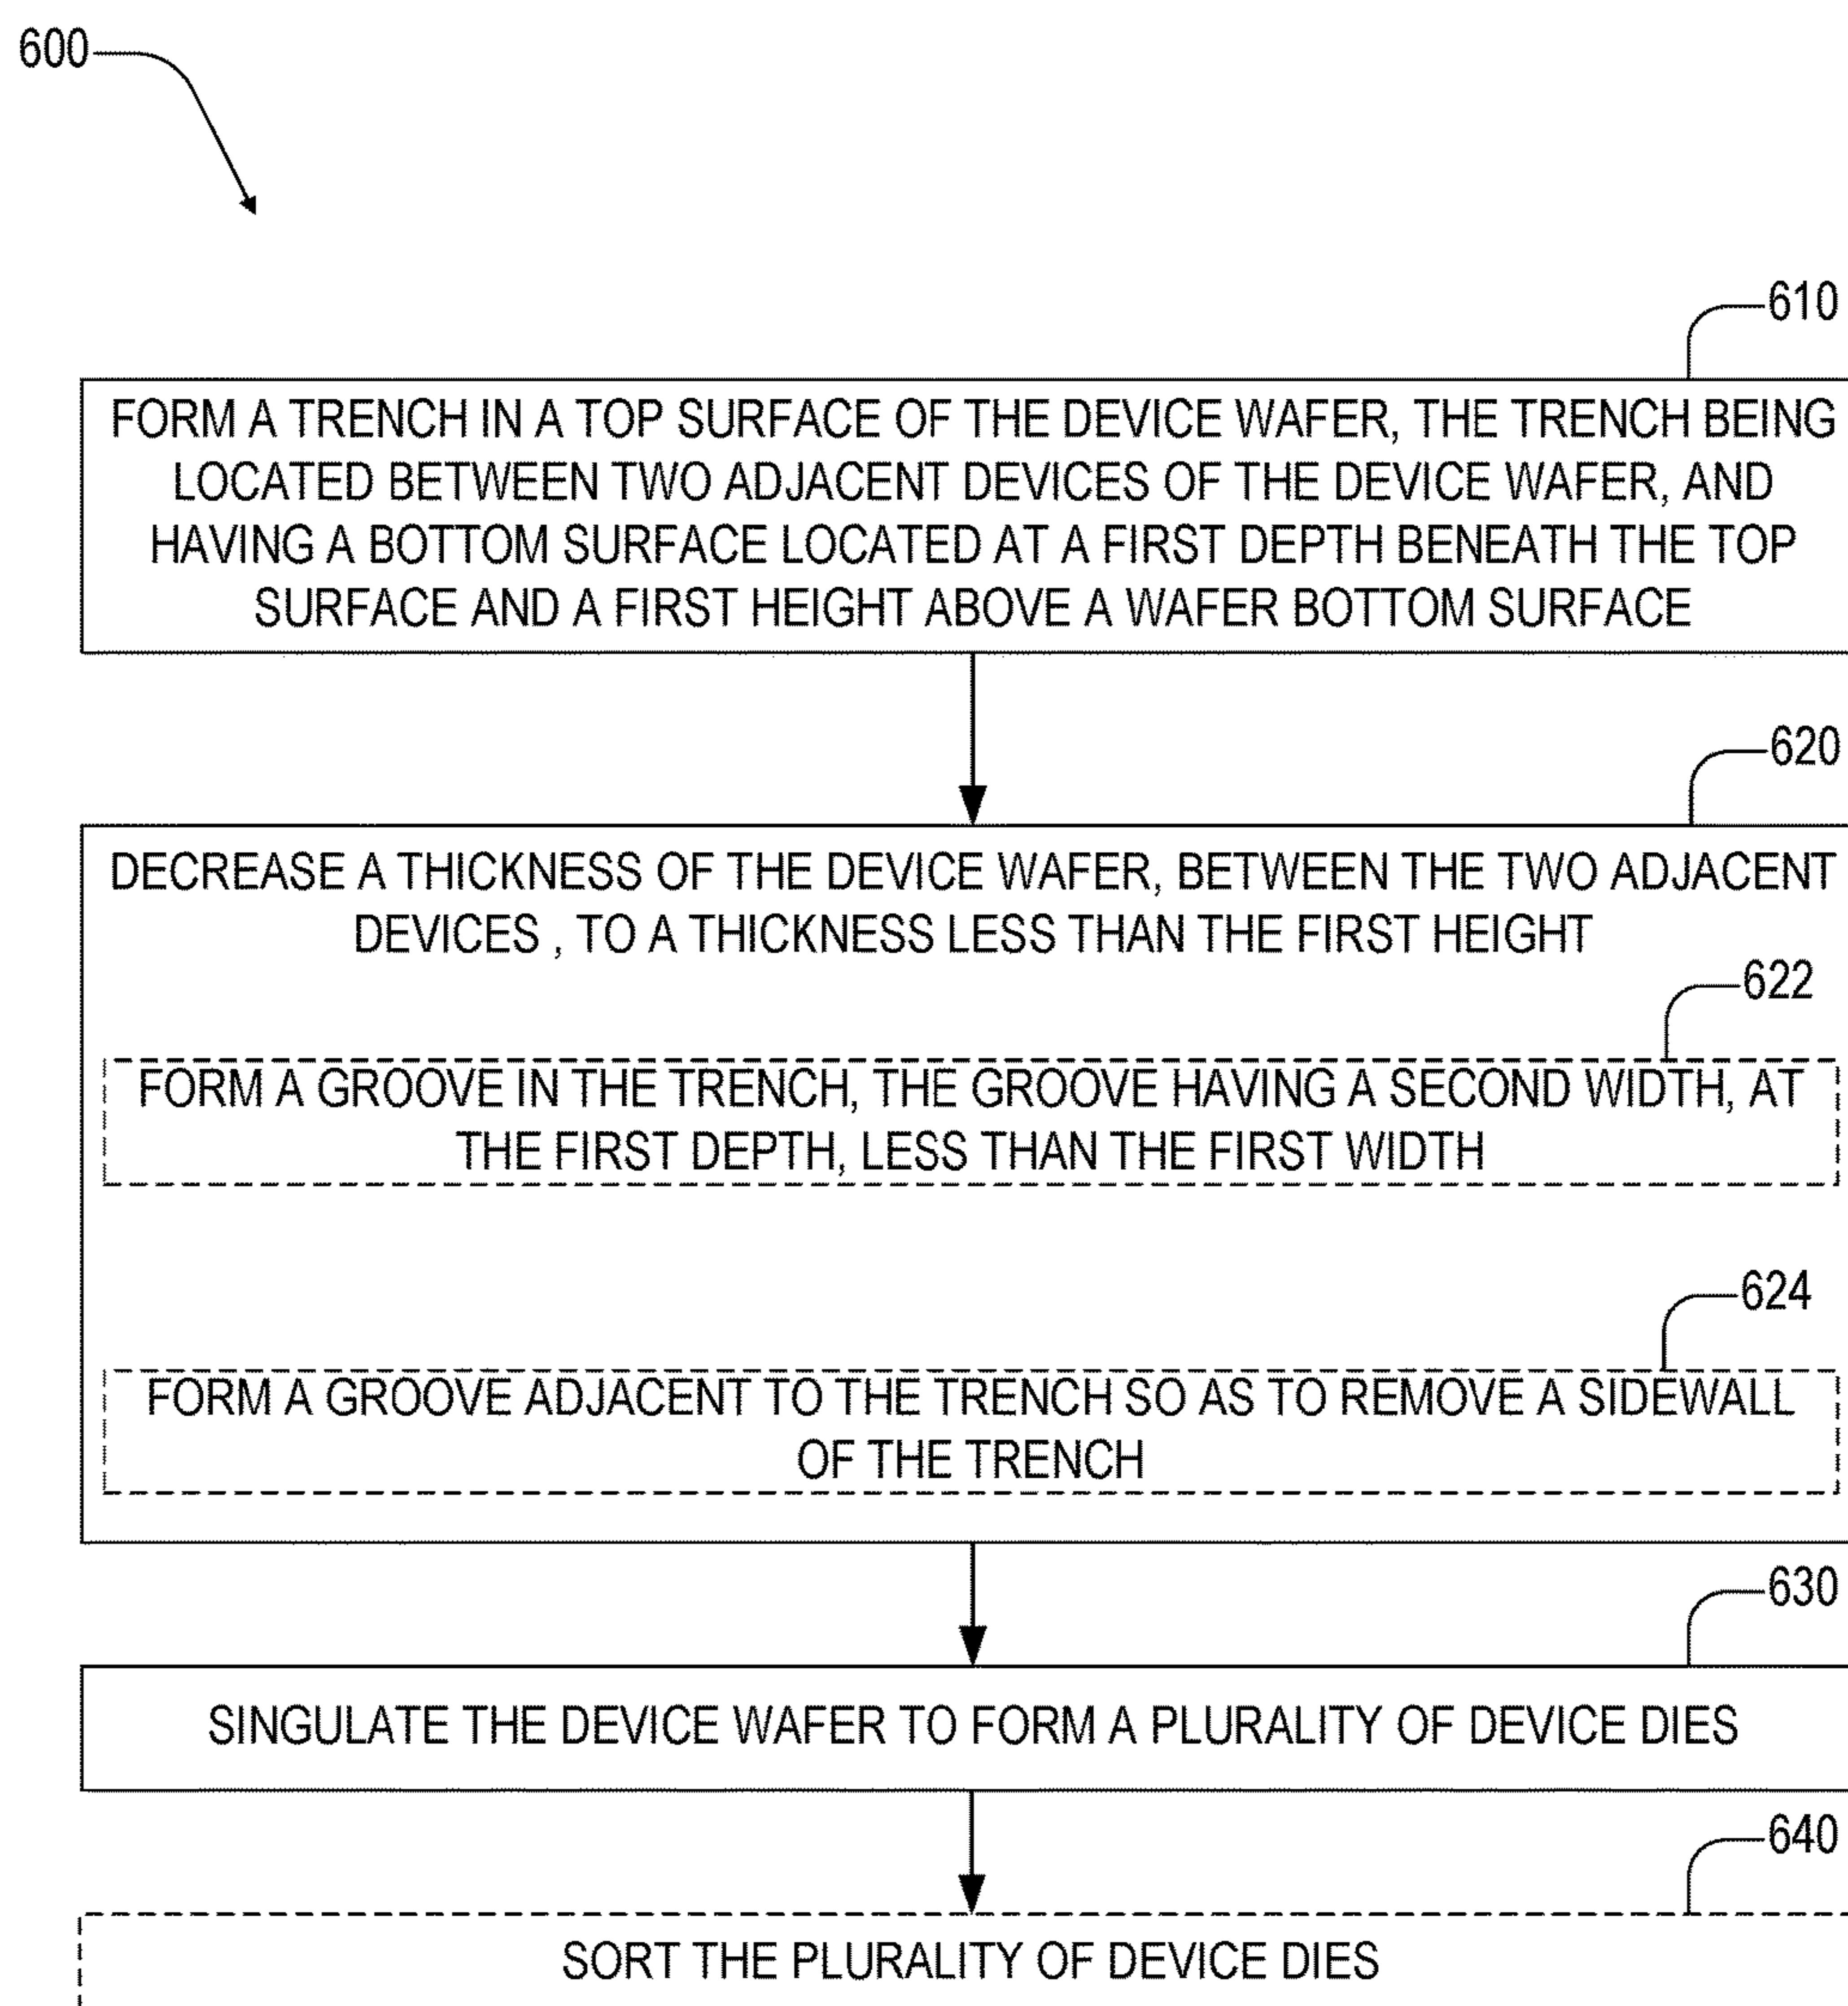 600
610
FORM A TRENCH IN A TOP SURFACE OF THE DEVICE WAFER, THE TRENCH BEING
LOCATED BETWEEN TWO ADJACENT DEVICES OF THE DEVICE WAFER, AND
HAVING A BOTTOM SURFACE LOCATED AT A FIRST DEPTH BENEATH THE TOP
SURFACE AND A FIRST HEIGHT ABOVE A WAFER BOTTOM SURFACE
620
DECREASE A THICKNESS OF THE DEVICE WAFER, BETWEEN THE TWO ADJACENT
DEVICES , TO A THICKNESS LESS THAN THE FIRST HEIGHT
622
FORM A GROOVE IN THE TRENCH, THE GROOVE HAVING A SECOND WIDTH, AT
THE FIRST DEPTH, LESS THAN THE FIRST WIDTH
624
FORM A GROOVE ADJACENT TO THE TRENCH SO AS TO REMOVE A SIDEWALL
OF THE TRENCH
630
SINGULATE THE DEVICE WAFER TO FORM A PLURALITY OF DEVICE DIES
640
SORT THE PLURALITY OF DEVICE DIES